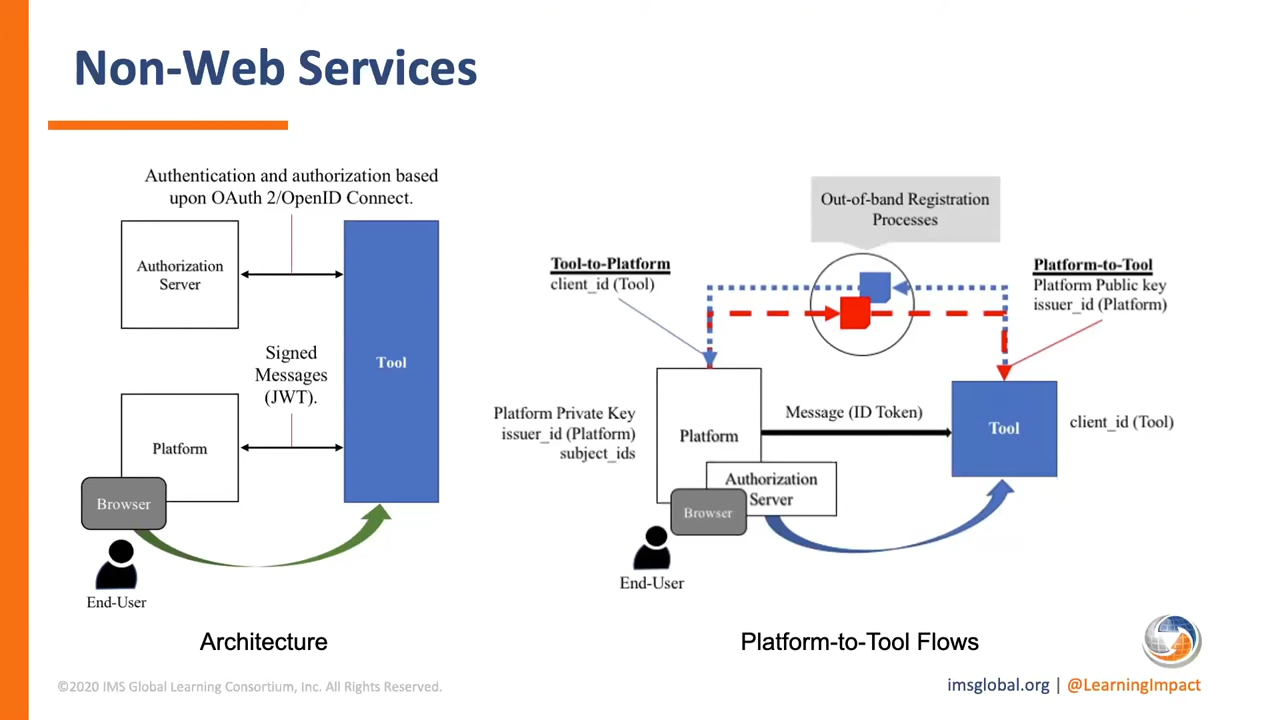 Non-Web Services
Authentication and authorization based
upon OAuth 2/OpenID Connect.
Authorization
Server
Signed
Messages
(JWT).
Tool
Platform
Browser
End-User
Architecture
Out-of-band Registration
Processes
Tool-to-Platform
client_id (Tool)
Platform-to-Tool
Platform Public key
issuer_id (Platform)
Platform Private Key
issuer_id (Platform)
subject_ids
Platform
Message (ID Token)
Tool
client_id (Tool)
Authorization
Server
Browser
End-User
Platform-to-Tool Flows
©2020 IMS Global Learning Consortium, Inc. All Rights Reserved.
imsglobal.org | @LearningImpact